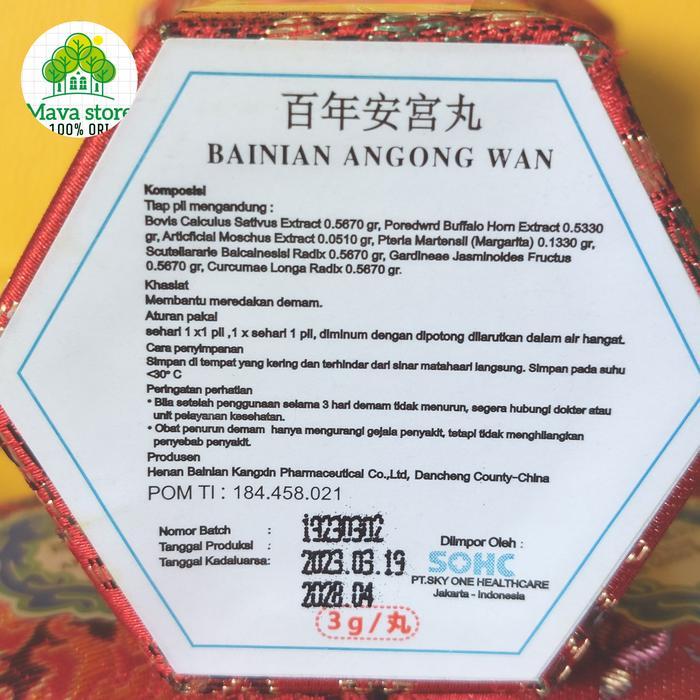 Mava store
100% ORI
百年安宫丸
BAINIAN ANGONG WAN
Komposisi
Tiap pil mengandung :
Bovis Calculus Sativus Extract 0.5670 gr, Poredwrd Buffalo Horn Extract 0.5330
gr, Articficial Moschus Extract 0.0510 gr, Pteria Martensii (Margarita) 0.1330 gr,
Scutellararie Baicainesisi Radix 0.5670 gr, Gardineae Jasminoides Fructus
0.5670 gr, Curcumae Longa Radix 0.5670 gr.
Khasiat
Membantu meredakan demam.
Aturan pakai
sehari 1 x1 pil ,1 x sehari 1 pil, diminum dengan dipotong dilarutkan dalam air hangat.
Cara penyimpanan
Simpan di tempat yang kering dan terhindar dari sinar matahaari langsung. Simpan pada suhu
<30° C
Peringatan perhatian
* Bila setelah penggunaan selama 3 hari demam tidak menurun, segera hubungi dokter atau
unit pelayanan kesehatan.
* Obat penurun demam hanya mengurangi gejala penyakit, tetapi tidak menghilangkan
penyebab penyakit.
Produsen
Henan Bainian Kangxin Pharmaceutical Co.,Ltd, Dancheng County-China
POM TI : 184.458.021
Nomor Batch : 19230302
Tanggal Produksi : 2023.03.19
Tanggal Kadaluarsa: 2028.04
Diimpor Oleh :
SOHC
PT.SKY ONE HEALTHCARE
Jakarta - Indonesia
3g/丸